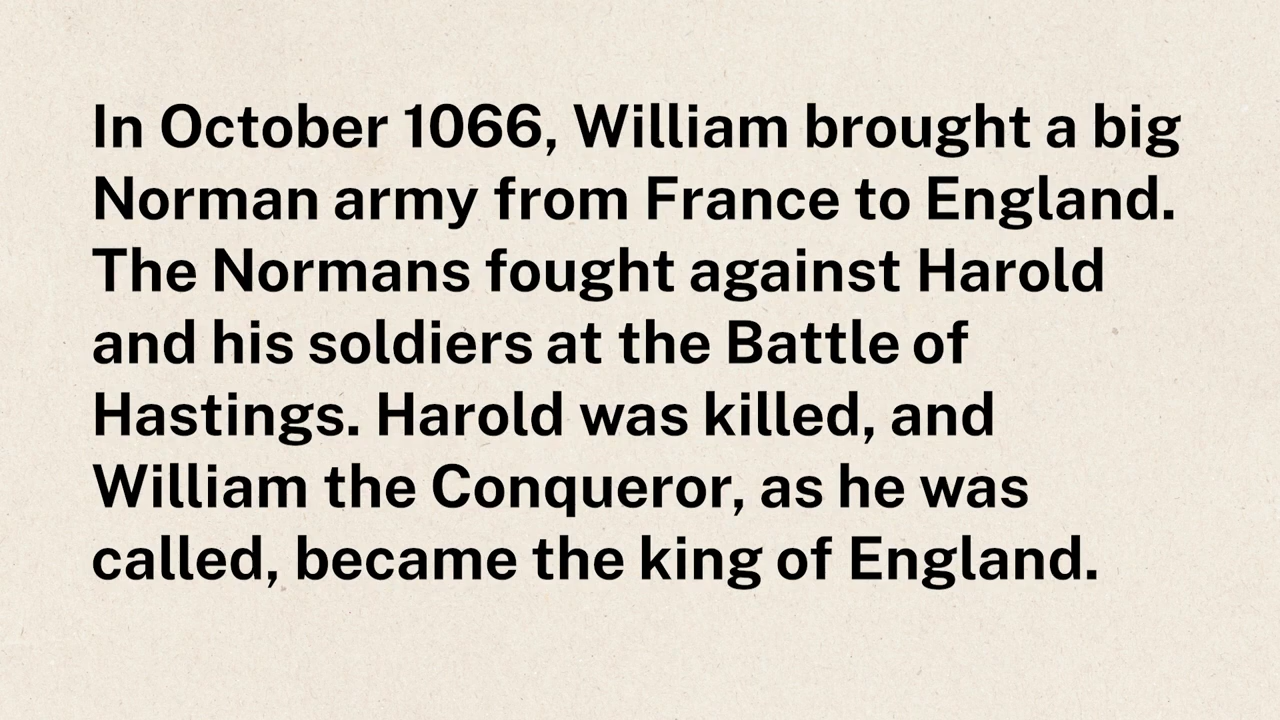 In October 1066, William brought a big
Norman army from France to England.
The Normans fought against Harold
and his soldiers at the Battle of
Hastings. Harold was killed, and
William the Conqueror, as he was
called, became the king of England.